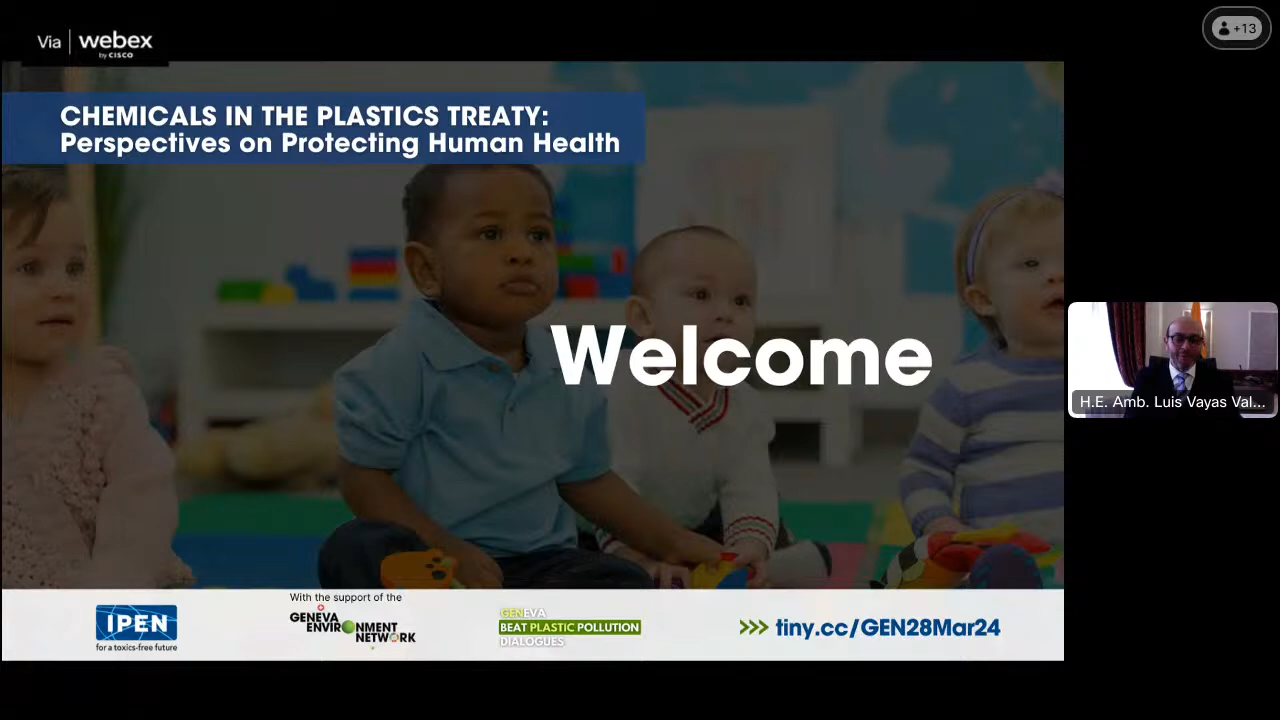 Via webex
by CISCO
+13
CHEMICALS IN THE PLASTICS TREATY:
Perspectives on Protecting Human Health
Welcome
H.E. Amb. Luis Vayas Val...
IPEN
for a toxics-free future
With the support of the
GENEVA
ENVIRONMENT
NETWORK
GENEVA
BEAT PLASTIC POLLUTION
DIALOGUES
>>> tiny.cc/GEN28Mar24